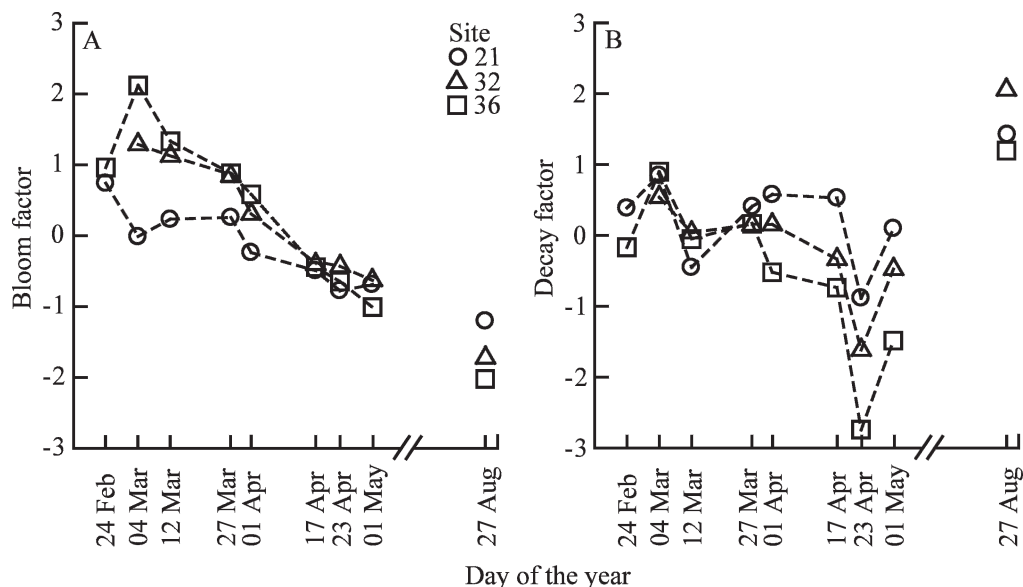 A
Site
21
32
36
3
2
1
0
-1
-2
-3
Bloom factor
24 Feb
04 Mar
12 Mar
27 Mar
01 Apr
17 Apr
23 Apr
01 May
27 Aug
B
3
2
1
0
-1
-2
-3
Decay factor
24 Feb
04 Mar
12 Mar
27 Mar
01 Apr
17 Apr
23 Apr
01 May
27 Aug
Day of the year